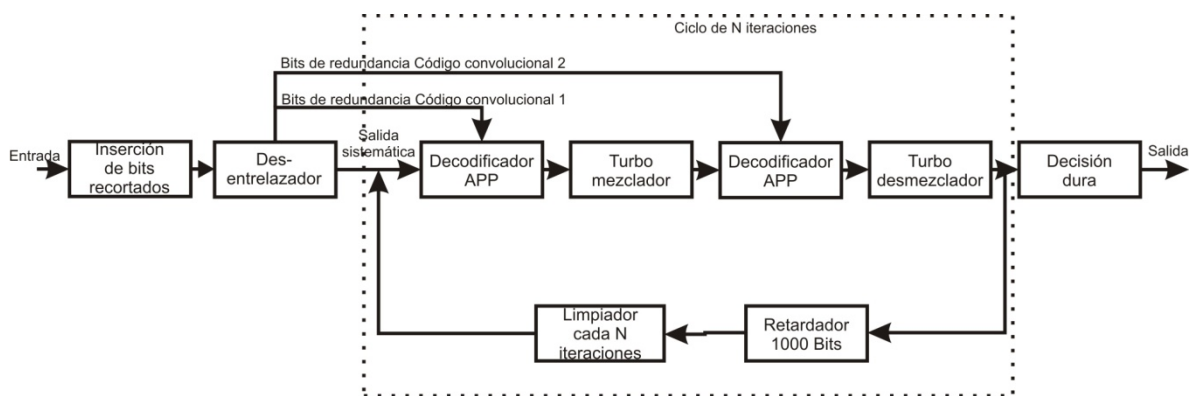 Ciclo de N iteraciones
Bits de redundancia Código convolucional 2
Bits de redundancia Código convolucional 1
Entrada
Inserción
de bits
recortados
Des-
entrelazador
Salida
sistemática
Decodificador
APP
Turbo
mezclador
Decodificador
APP
Turbo
desmezclador
Decisión
dura
Salida
Limpiador
cada N
iteraciones
Retardador
1000 Bits